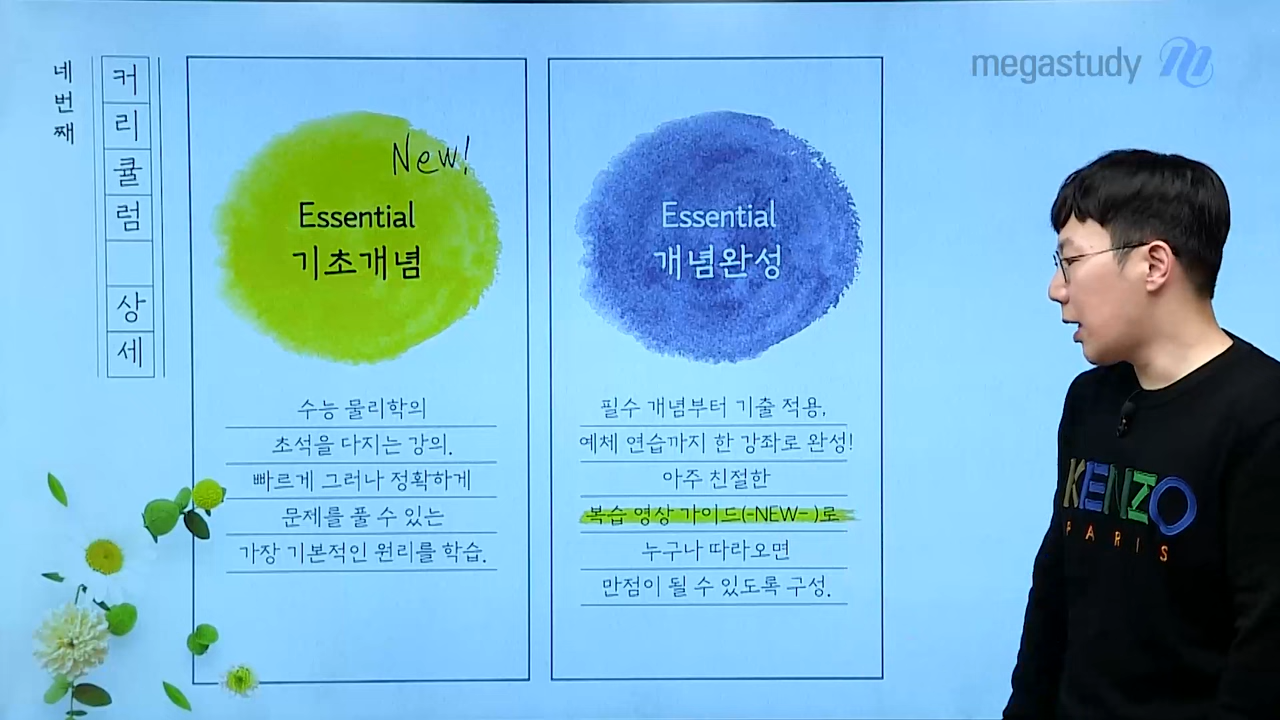 네번째
커리큘럼 상세
New!
Essential
기초개념
수능 물리학의
초석을 다지는 강의.
빠르게 그러나 정확하게
문제를 풀 수 있는
가장 기본적인 원리를 학습.
Essential
개념완성
필수 개념부터 기출 적용,
예체 연습까지 한 강좌로 완성!
아주 친절한
복습 영상 가이드(-NEW-)로
누구나 따라오면
만점이 될 수 있도록 구성.
megastudy
KENZO
PARIS